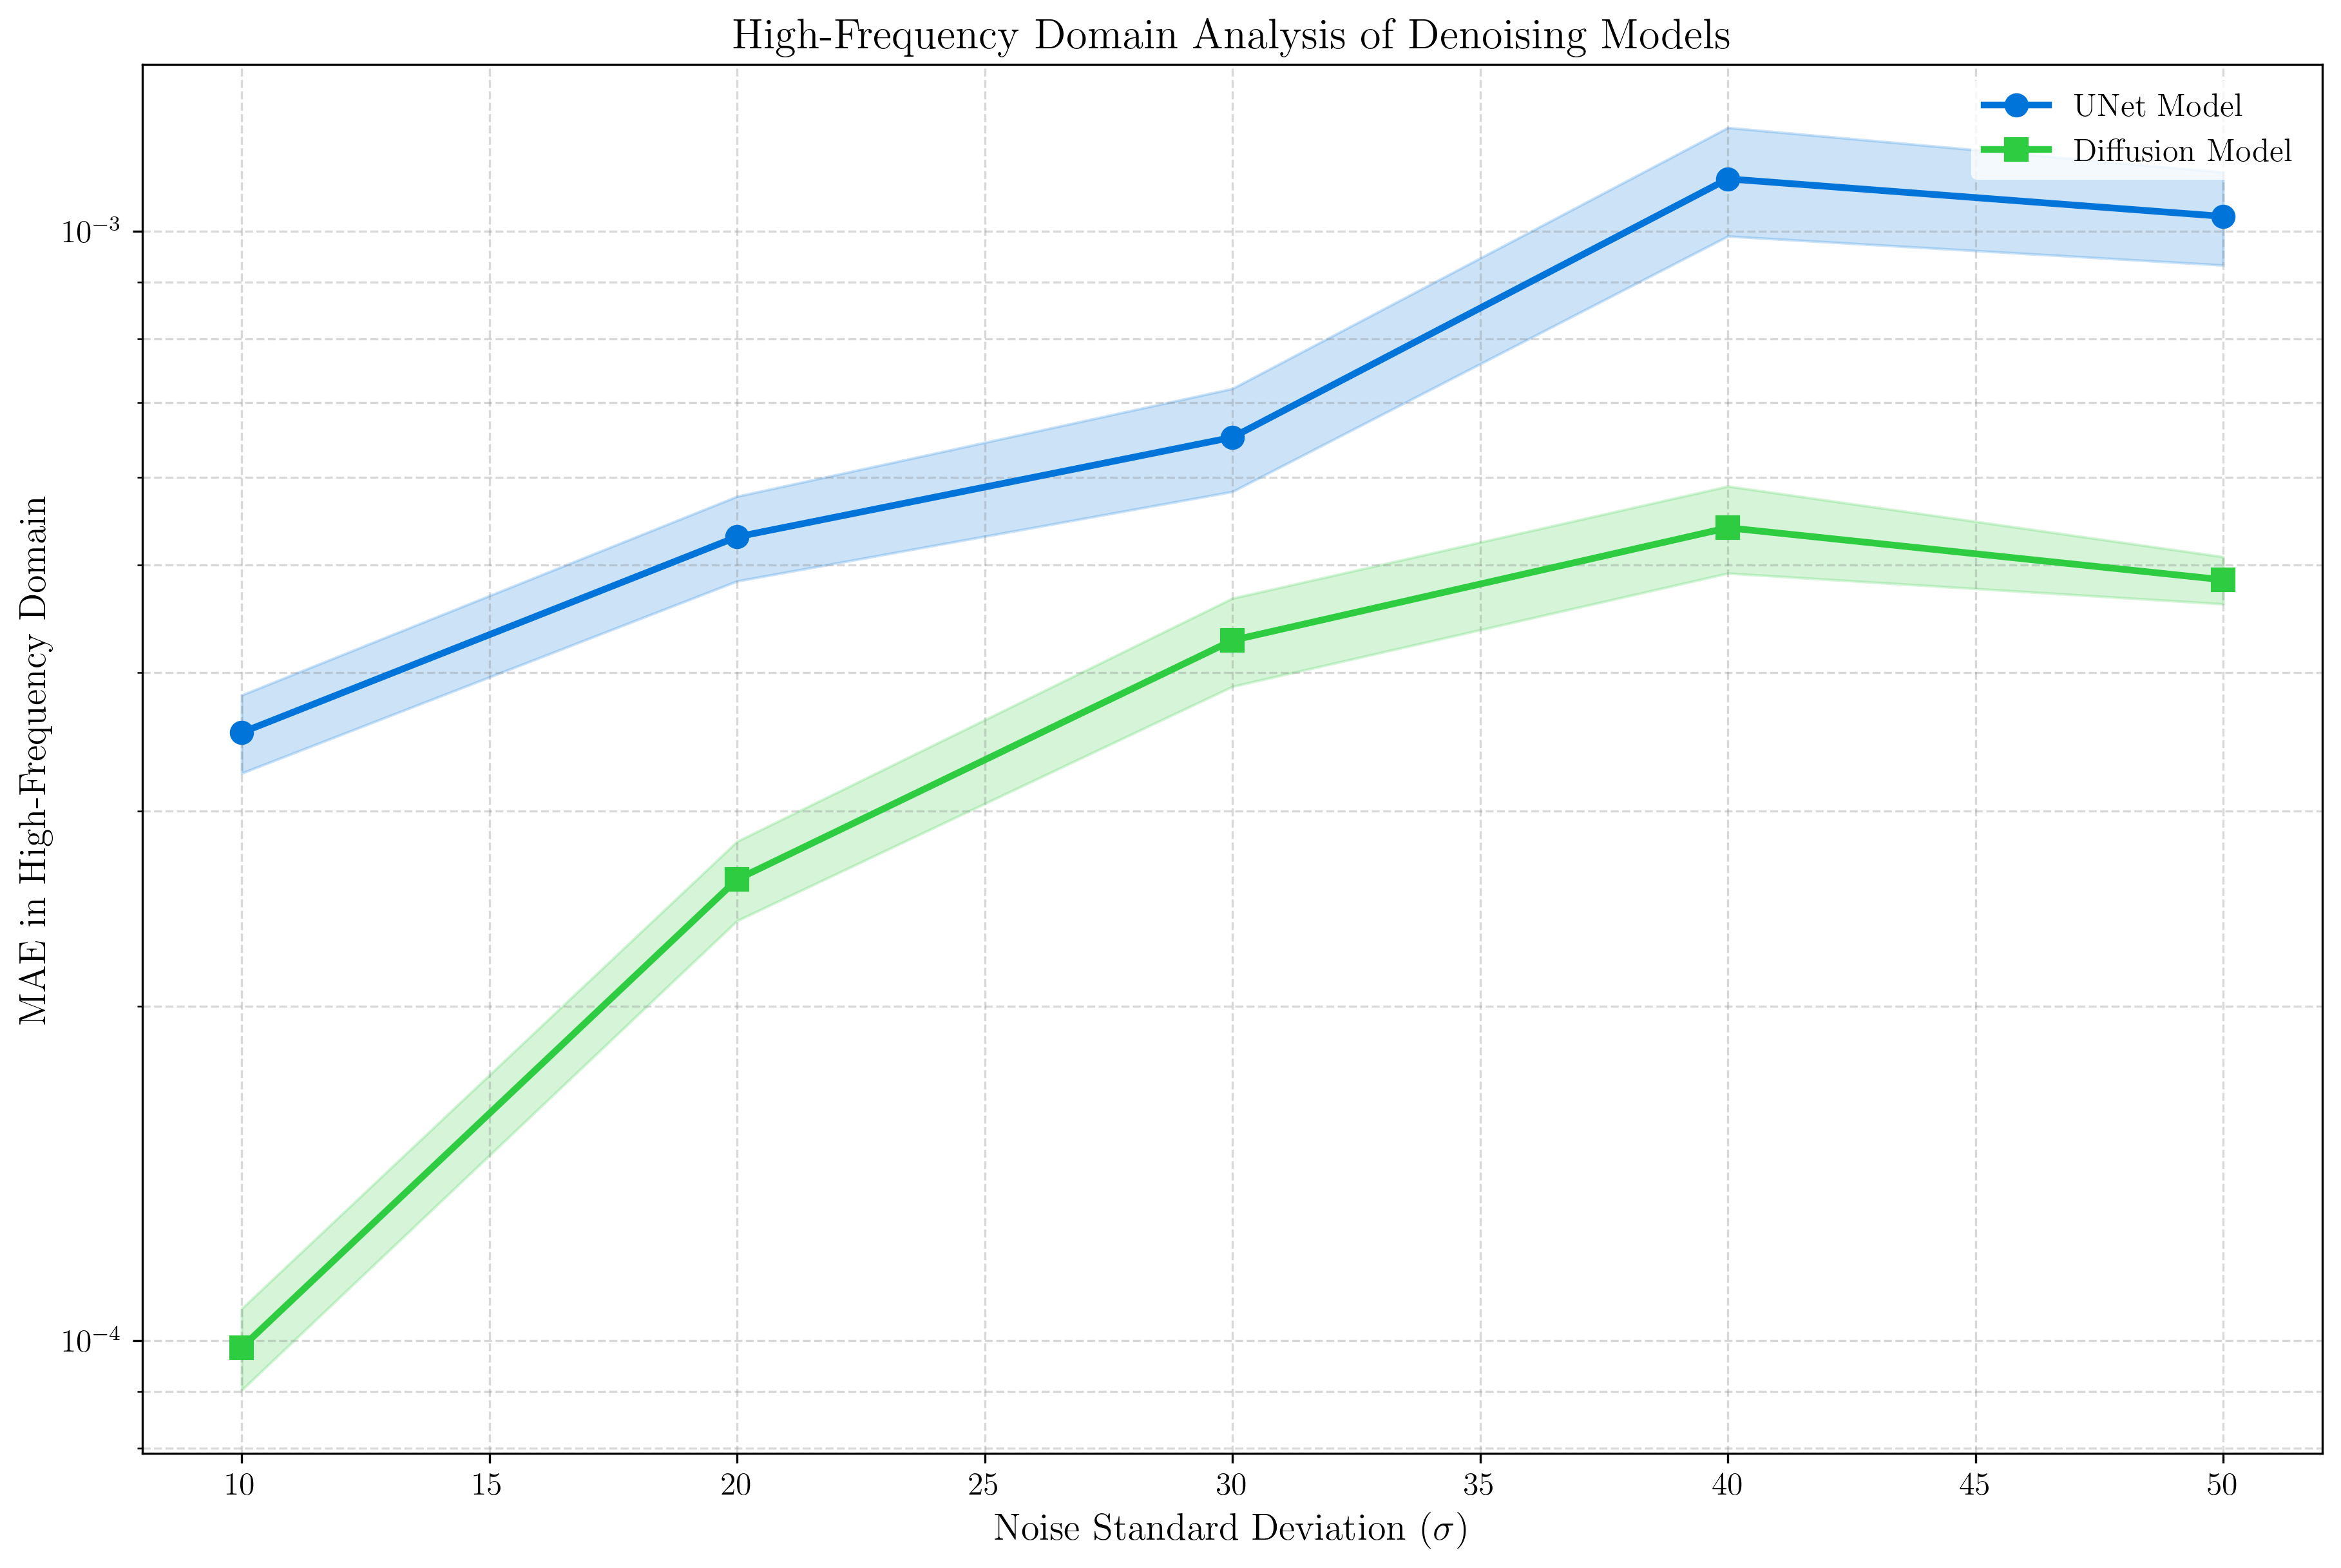 High-Frequency Domain Analysis of Denoising Models
UNet Model
Diffusion Model
MAE in High-Frequency Domain
10⁻³
10⁻⁴
10 15 20 25 30 35 40 45 50
Noise Standard Deviation (σ)